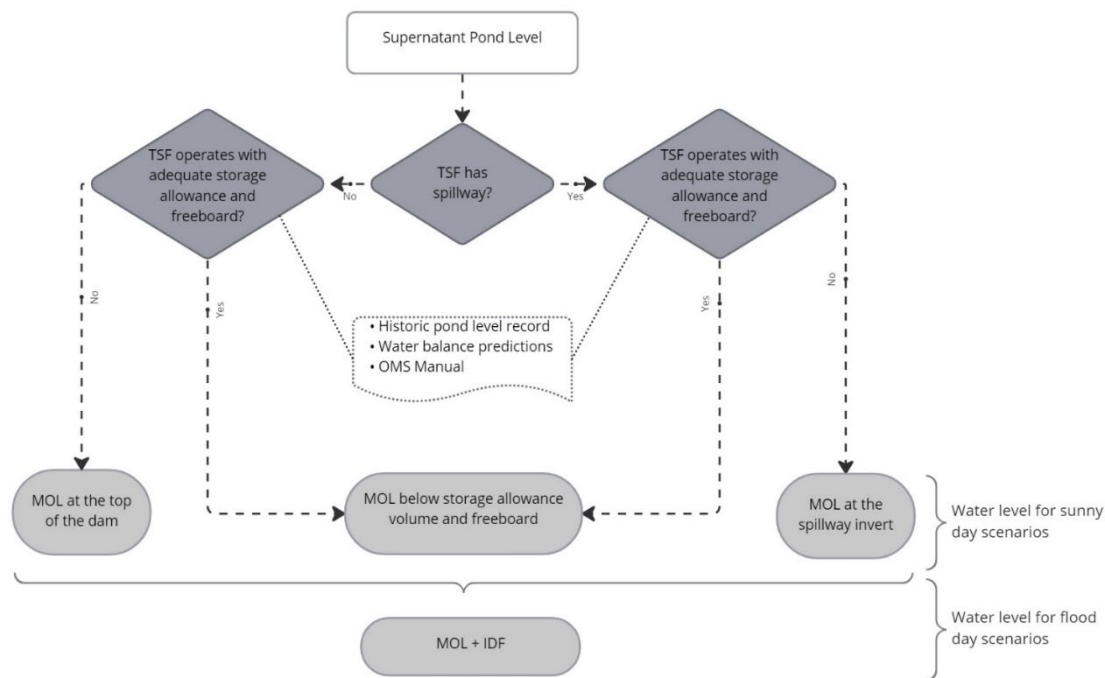 Supernatant Pond Level
TSF operates with
adequate storage
allowance and
freeboard?
TSF has
spillway?
TSF operates with
adequate storage
allowance and
freeboard?
No
Yes
No
Yes
Yes
No
• Historic pond level record
• Water balance predictions
• OMS Manual
MOL at the top
of the dam
MOL below storage allowance
volume and freeboard
MOL at the
spillway invert
Water level for sunny
day scenarios
MOL + IDF
Water level for flood
day scenarios